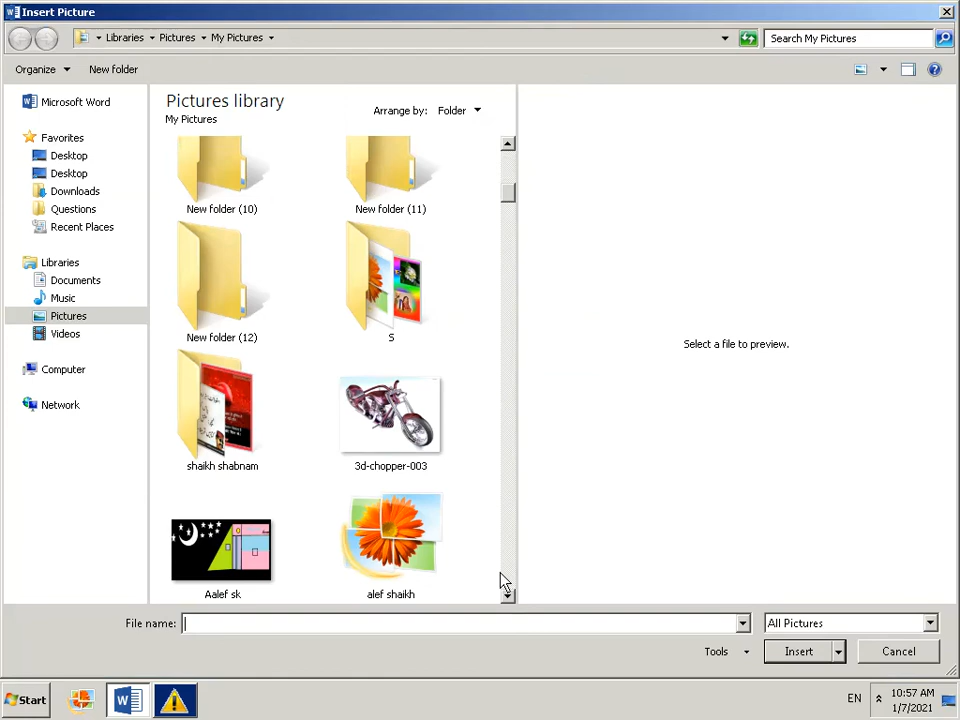 Insert Picture
Libraries Pictures My Pictures
Search My Pictures
Organize New folder
Microsoft Word
Favorites
Desktop
Desktop
Downloads
Questions
Recent Places
Libraries
Documents
Music
Pictures
Videos
Computer
Network
Pictures library
My Pictures
Arrange by: Folder
New folder (10) New folder (11)
New folder (12) S
shaikh shabnam 3d-chopper-003
Aalef sk alef shaikh
Select a file to preview.
File name: All Pictures
Tools Insert Cancel
Start EN 10:57 AM
1/7/2021